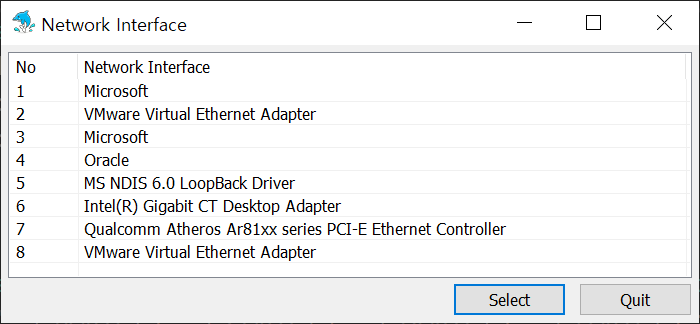 Network Interface
No Network Interface
1 Microsoft
2 VMware Virtual Ethernet Adapter
3 Microsoft
4 Oracle
5 MS NDIS 6.0 LoopBack Driver
6 Intel(R) Gigabit CT Desktop Adapter
7 Qualcomm Atheros Ar81xx series PCI-E Ethernet Controller
8 VMware Virtual Ethernet Adapter
Select Quit